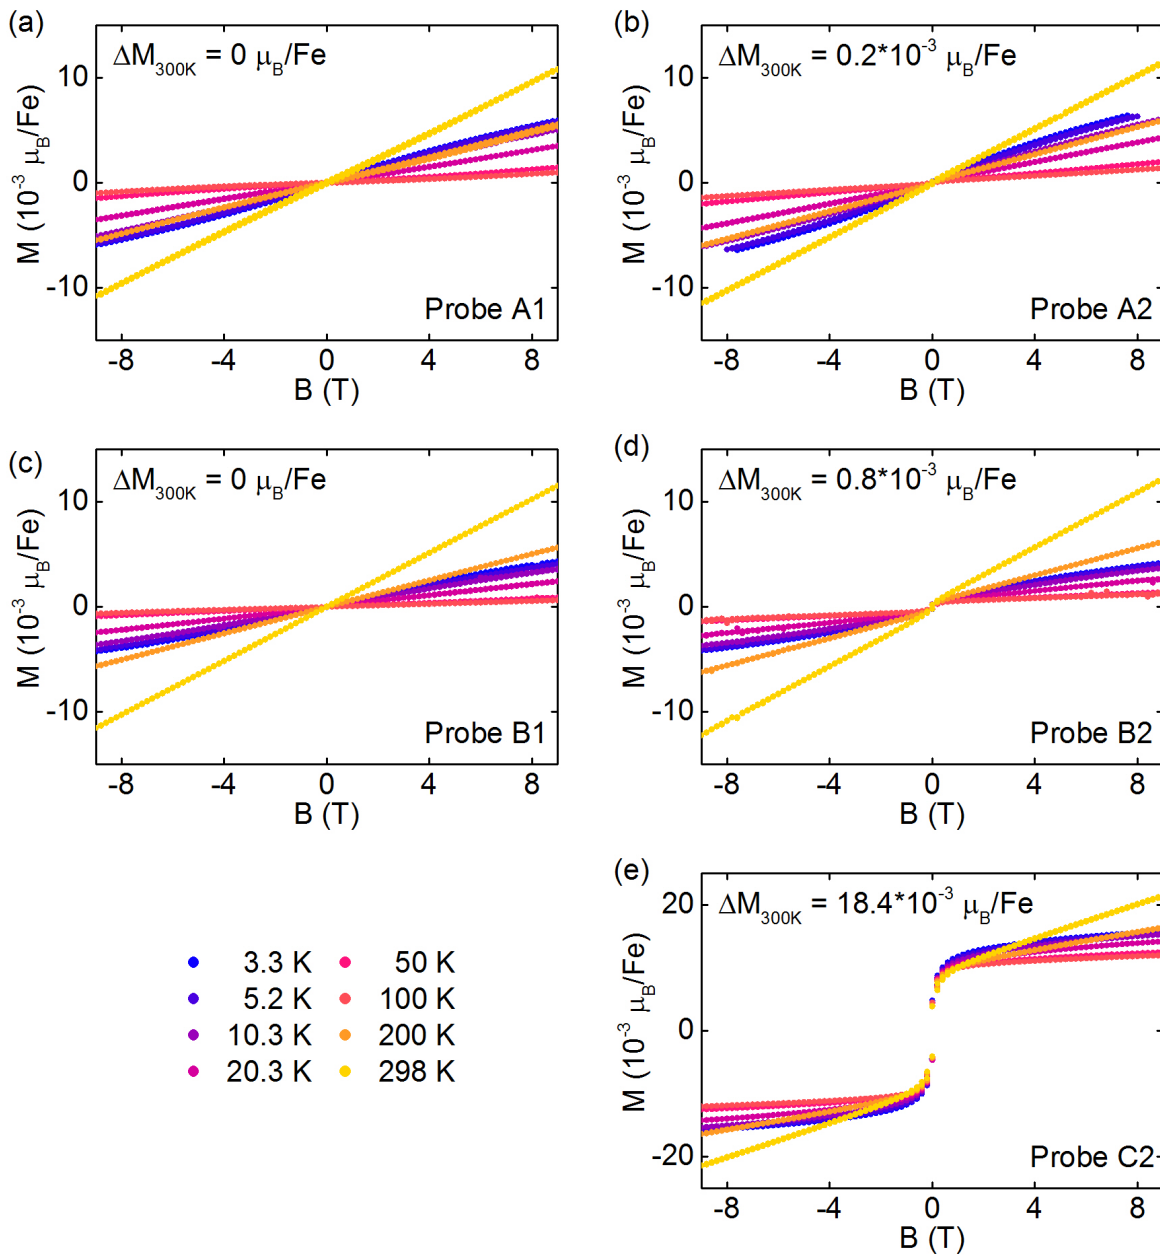 (a)
ΔM300K = 0 μB/Fe
10
0
-10
M (10-3 μB/Fe)
Probe A1
-8 -4 0 4 8
B (T)
(b)
ΔM300K = 0.2*10-3 μB/Fe
10
0
-10
M (10-3 μB/Fe)
Probe A2
-8 -4 0 4 8
B (T)
(c)
ΔM300K = 0 μB/Fe
10
0
-10
M (10-3 μB/Fe)
Probe B1
-8 -4 0 4 8
B (T)
(d)
ΔM300K = 0.8*10-3 μB/Fe
10
0
-10
M (10-3 μB/Fe)
Probe B2
-8 -4 0 4 8
B (T)
3.3 K 50 K
5.2 K 100 K
10.3 K 200 K
20.3 K 298 K
(e)
ΔM300K = 18.4*10-3 μB/Fe
20
0
-20
M (10-3 μB/Fe)
Probe C2
-8 -4 0 4 8
B (T)